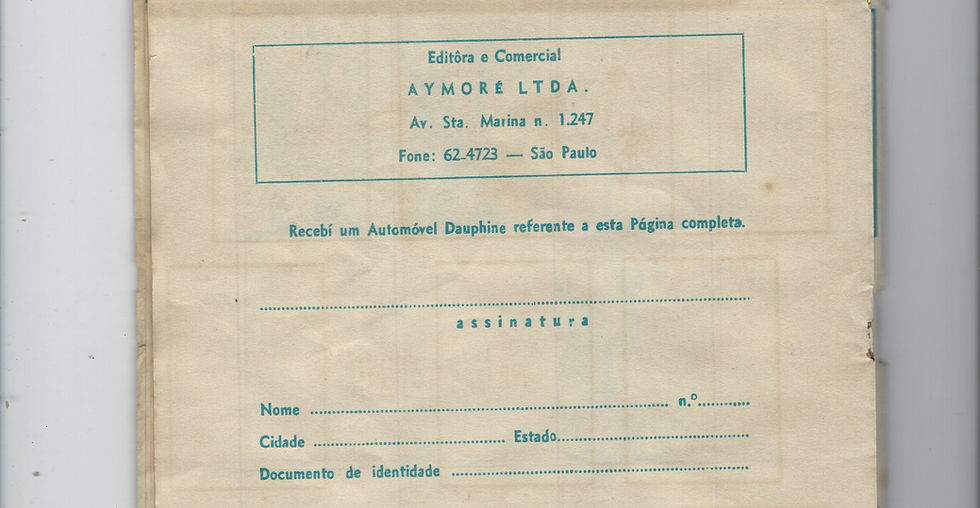 Editôra e Comercial
AYMORÉ LTDA.
Av. Sta. Marina n. 1.247
Fone: 62-4723 — São Paulo
Recebí um Automóvel Dauphine referente a esta Página completa.
assinatura
Nome ........................................ n.º..........
Cidade .............................. Estado..............................
Documento de identidade ........................................